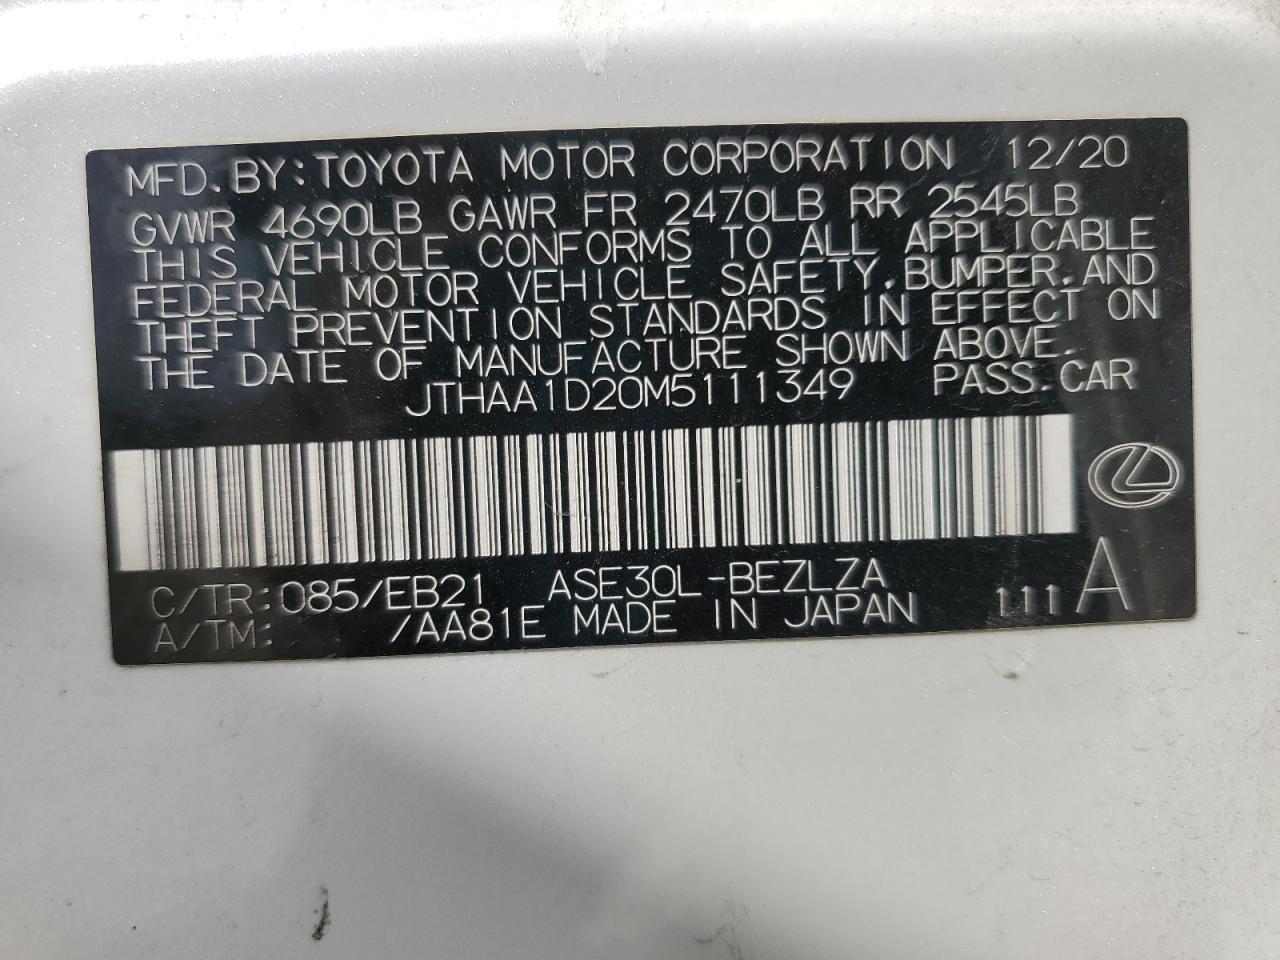 MFD. BY: TOYOTA MOTOR CORPORATION 12/20
GVWR 4690LB GAWR FR 2470LB RR 2545LB
THIS VEHICLE CONFORMS TO ALL APPLICABLE
FEDERAL MOTOR VEHICLE SAFETY, BUMPER, AND
THEFT PREVENTION STANDARDS IN EFFECT ON
THE DATE OF MANUFACTURE SHOWN ABOVE.
JTHAA1D20M5111349 PASS. CAR
C/TR: 085/EB21 ASE30L-BEZLZA
A/TM: /AA81E MADE IN JAPAN 111 A